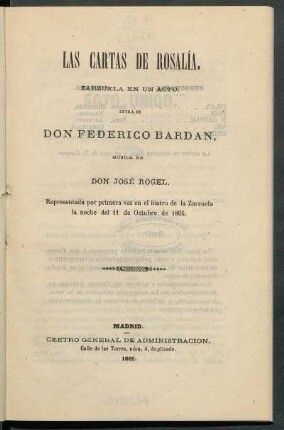 LAS CARTAS DE ROSALÍA.
ZARZUELA EN UN ACTO,
LETRA DE
DON FEDERICO BARDAN,
MÚSICA DE
DON JOSÉ ROGEL.
Representada por primera vez en el teatro de la Zarzuela
la noche del 11 de Octubre de 1865.
MADRID.
CENTRO GENERAL DE ADMINISTRACION,
Calle de las Torres, núm. 4, duplicado.
1865.